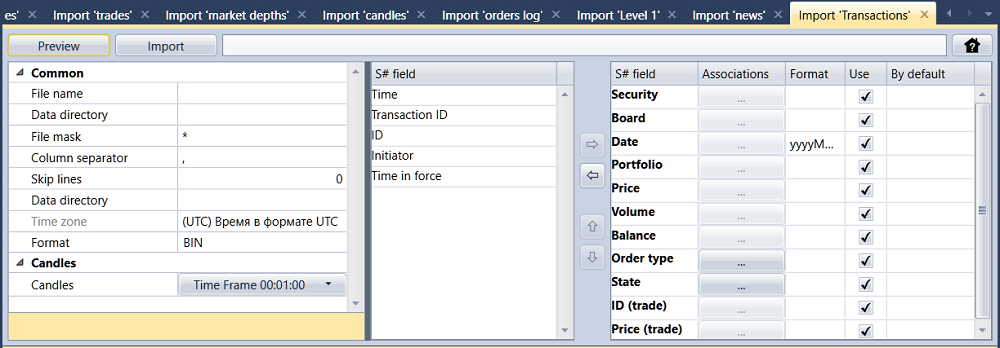 es' × Import 'trades' × Import 'market depths' × Import 'candles' × Import 'orders log' × Import 'Level 1' × Import 'news' × Import 'Transactions' ×
Preview Import
Common
File name
Data directory
File mask *
Column separator ,
Skip lines 0
Data directory
Time zone (UTC) Время в формате UTC
Format BIN
Candles
Candles Time Frame 00:01:00
S# field
Time
Transaction ID
ID
Initiator
Time in force
S# field Associations Format Use By default
Security ...
Board ...
Date ... yyyyM...
Portfolio ...
Price ...
Volume ...
Balance ...
Order type ...
State ...
ID (trade) ...
Price (trade) ...